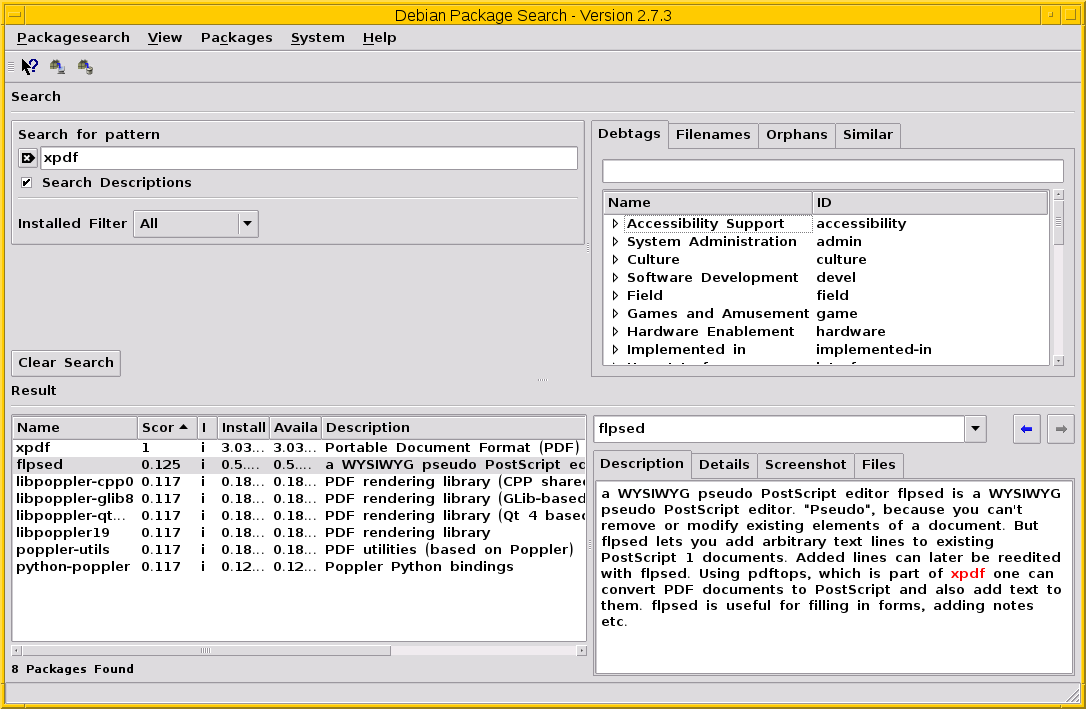 Debian Package Search - Version 2.7.3
Packagesearch View Packages System Help
Search
Search for pattern
xpdf
Search Descriptions
Installed Filter All
Clear Search
Debtags Filenames Orphans Similar
Name ID
Accessibility Support accessibility
System Administration admin
Culture culture
Software Development devel
Field field
Games and Amusement game
Hardware Enablement hardware
Implemented in implemented-in
Result
Name Scor I Install Availa Description
xpdf 1 i 3.03... 3.03... Portable Document Format (PDF)
flpsed 0.125 i 0.5.... 0.5.... a WYSIWYG pseudo PostScript ed
libpoppler-cpp0 0.117 i 0.18... 0.18... PDF rendering library (CPP share
libpoppler-glib8 0.117 i 0.18... 0.18... PDF rendering library (GLib-based
libpoppler-qt... 0.117 i 0.18... 0.18... PDF rendering library (Qt 4 based
libpoppler19 0.117 i 0.18... 0.18... PDF rendering library
poppler-utils 0.117 i 0.18... 0.18... PDF utilities (based on Poppler)
python-poppler 0.117 i 0.12... 0.12... Poppler Python bindings
8 Packages Found
flpsed
Description Details Screenshot Files
a WYSIWYG pseudo PostScript editor flpsed is a WYSIWYG
pseudo PostScript editor. "Pseudo", because you can't
remove or modify existing elements of a document. But
flpsed lets you add arbitrary text lines to existing
PostScript 1 documents. Added lines can later be reedited
with flpsed. Using pdftops, which is part of xpdf one can
convert PDF documents to PostScript and also add text to
them. flpsed is useful for filling in forms, adding notes
etc.